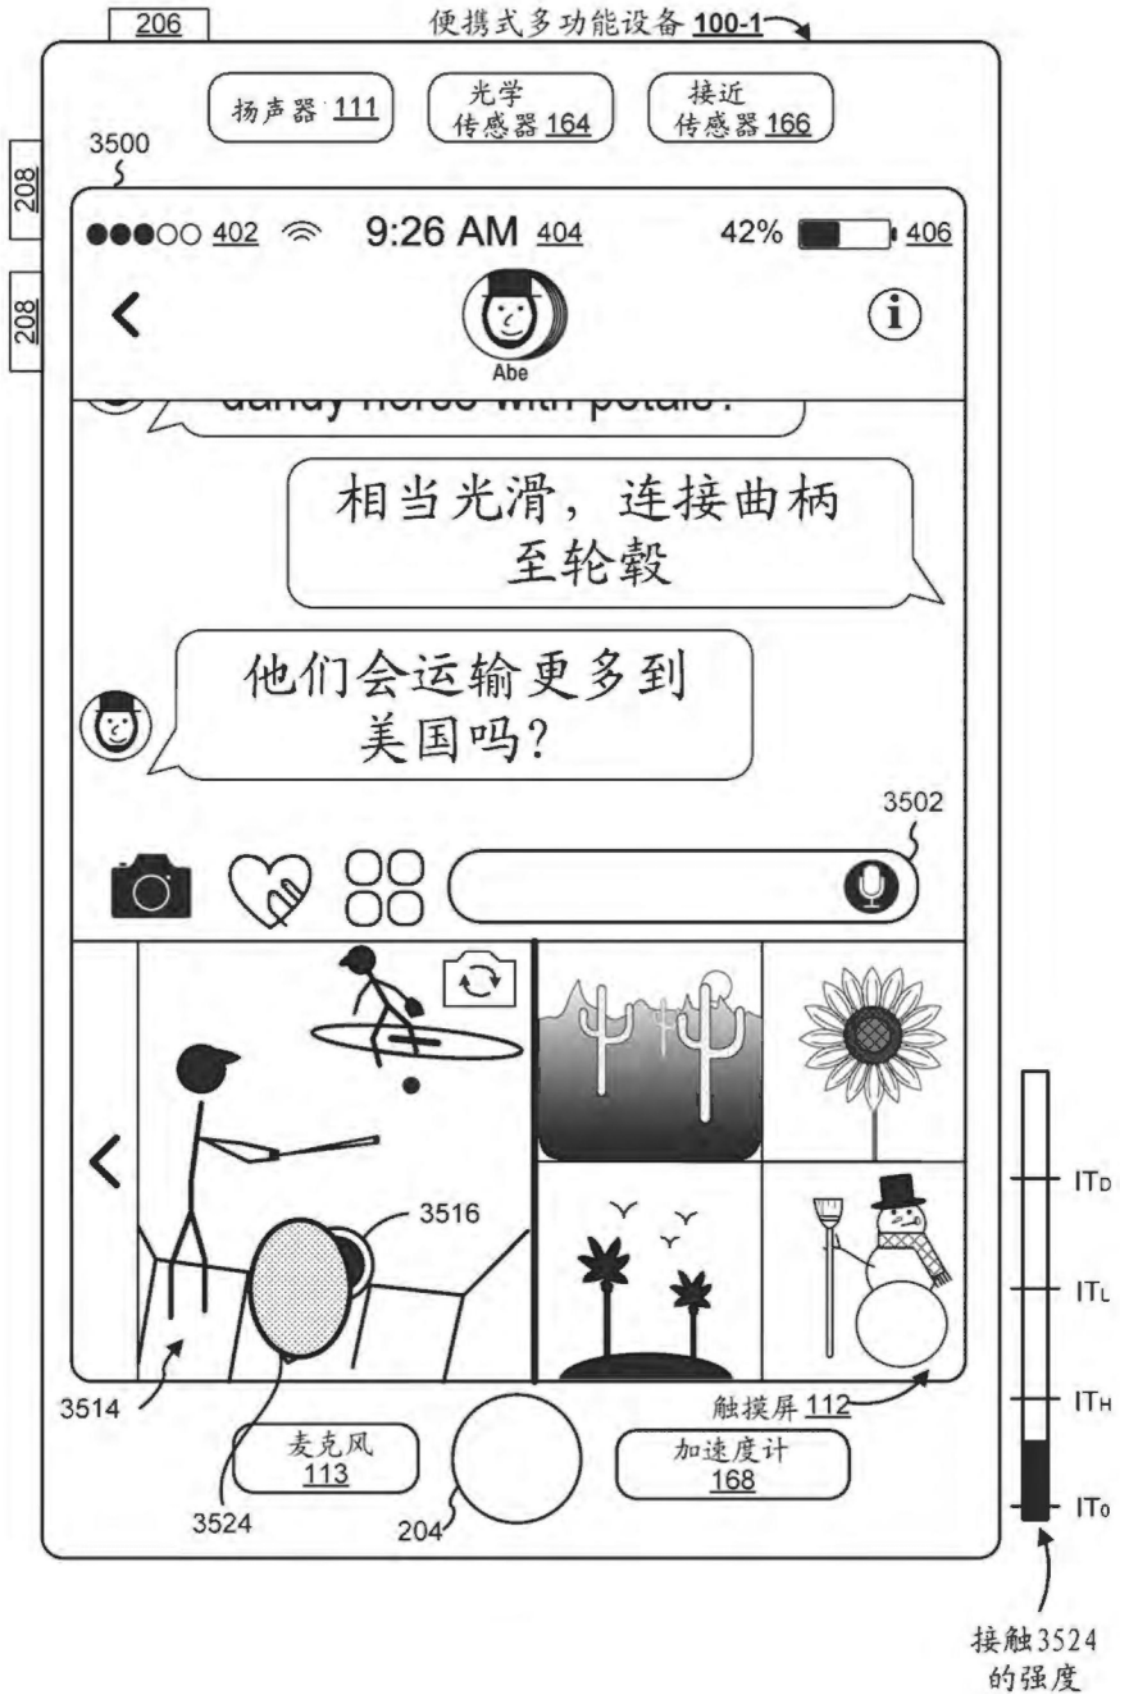 206
便携式多功能设备 100-1
扬声器 111
光学
传感器 164
接近
传感器 166
3500
208
208
402
9:26 AM 404
42%
406
i
Abe
dandy horse with petals?
相当光滑，连接曲柄
至轮毂
他们会运输更多到
美国吗？
3502
3516
ITD
ITL
ITH
IT0
3514
触摸屏 112
麦克风
113
加速度计
168
3524
204
接触3524
的强度